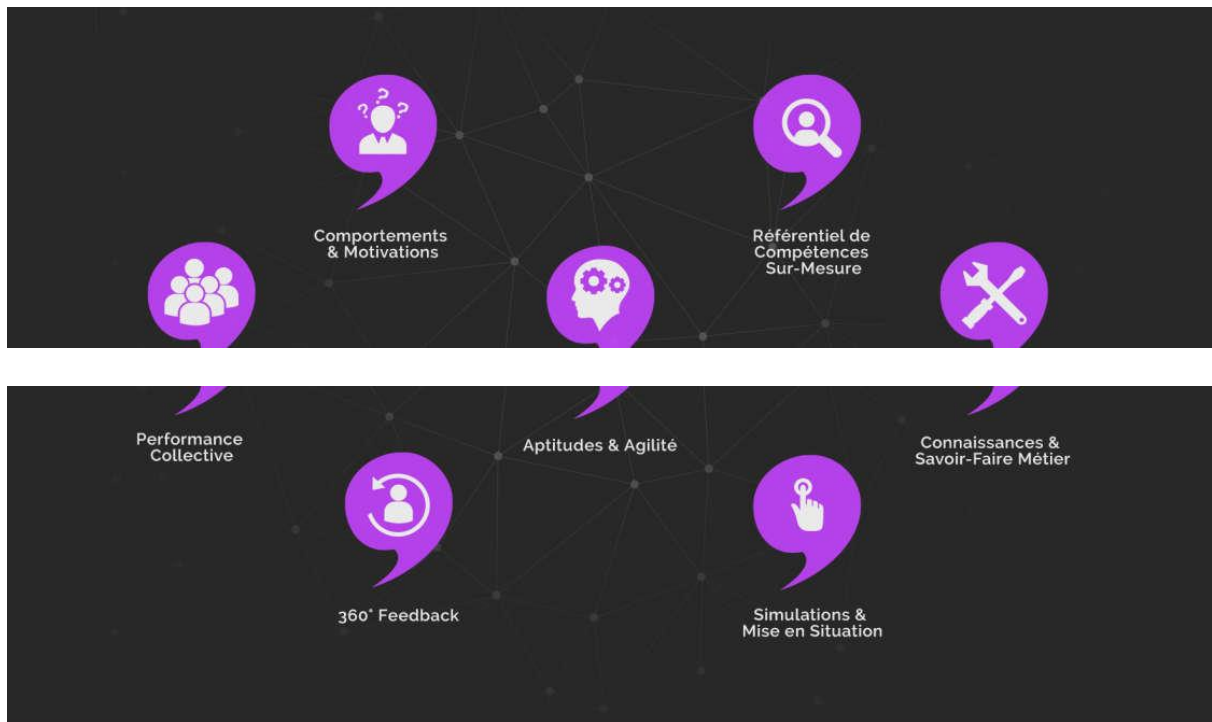 Comportements
& Motivations
Référentiel de
Compétences
Sur-Mesure
Performance
Collective
Aptitudes & Agilité
Connaissances &
Savoir-Faire Métier
360° Feedback
Simulations &
Mise en Situation